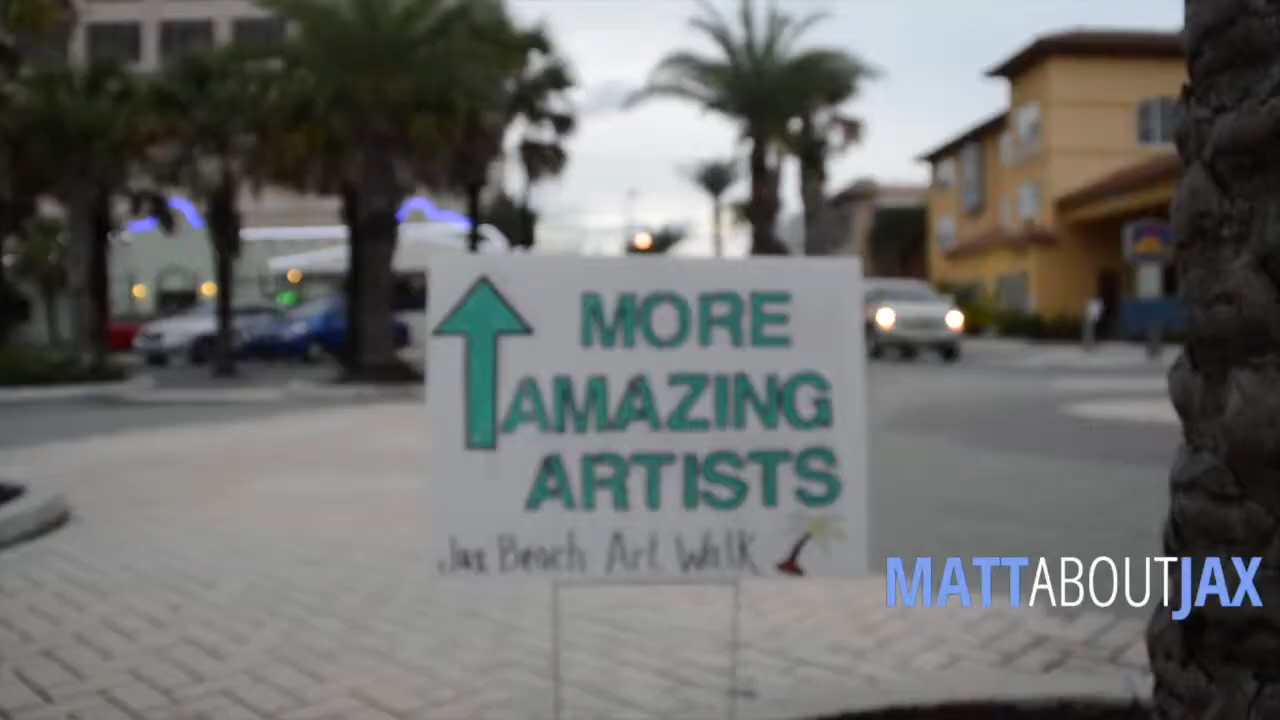 MORE
AMAZING
ARTISTS
Jax Beach Art Walk
MATTABOUTJAX